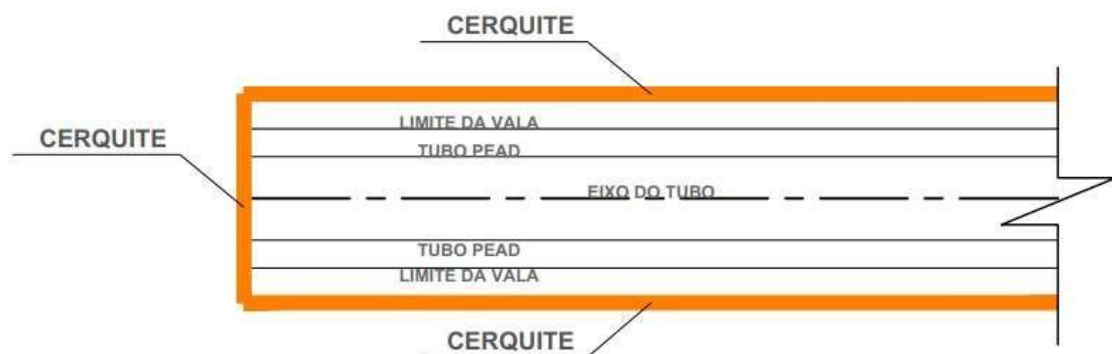 CERQUITE
LIMITE DA VALA
CERQUITE
TUBO PEAD
EIXO DO TUBO
TUBO PEAD
LIMITE DA VALA
CERQUITE